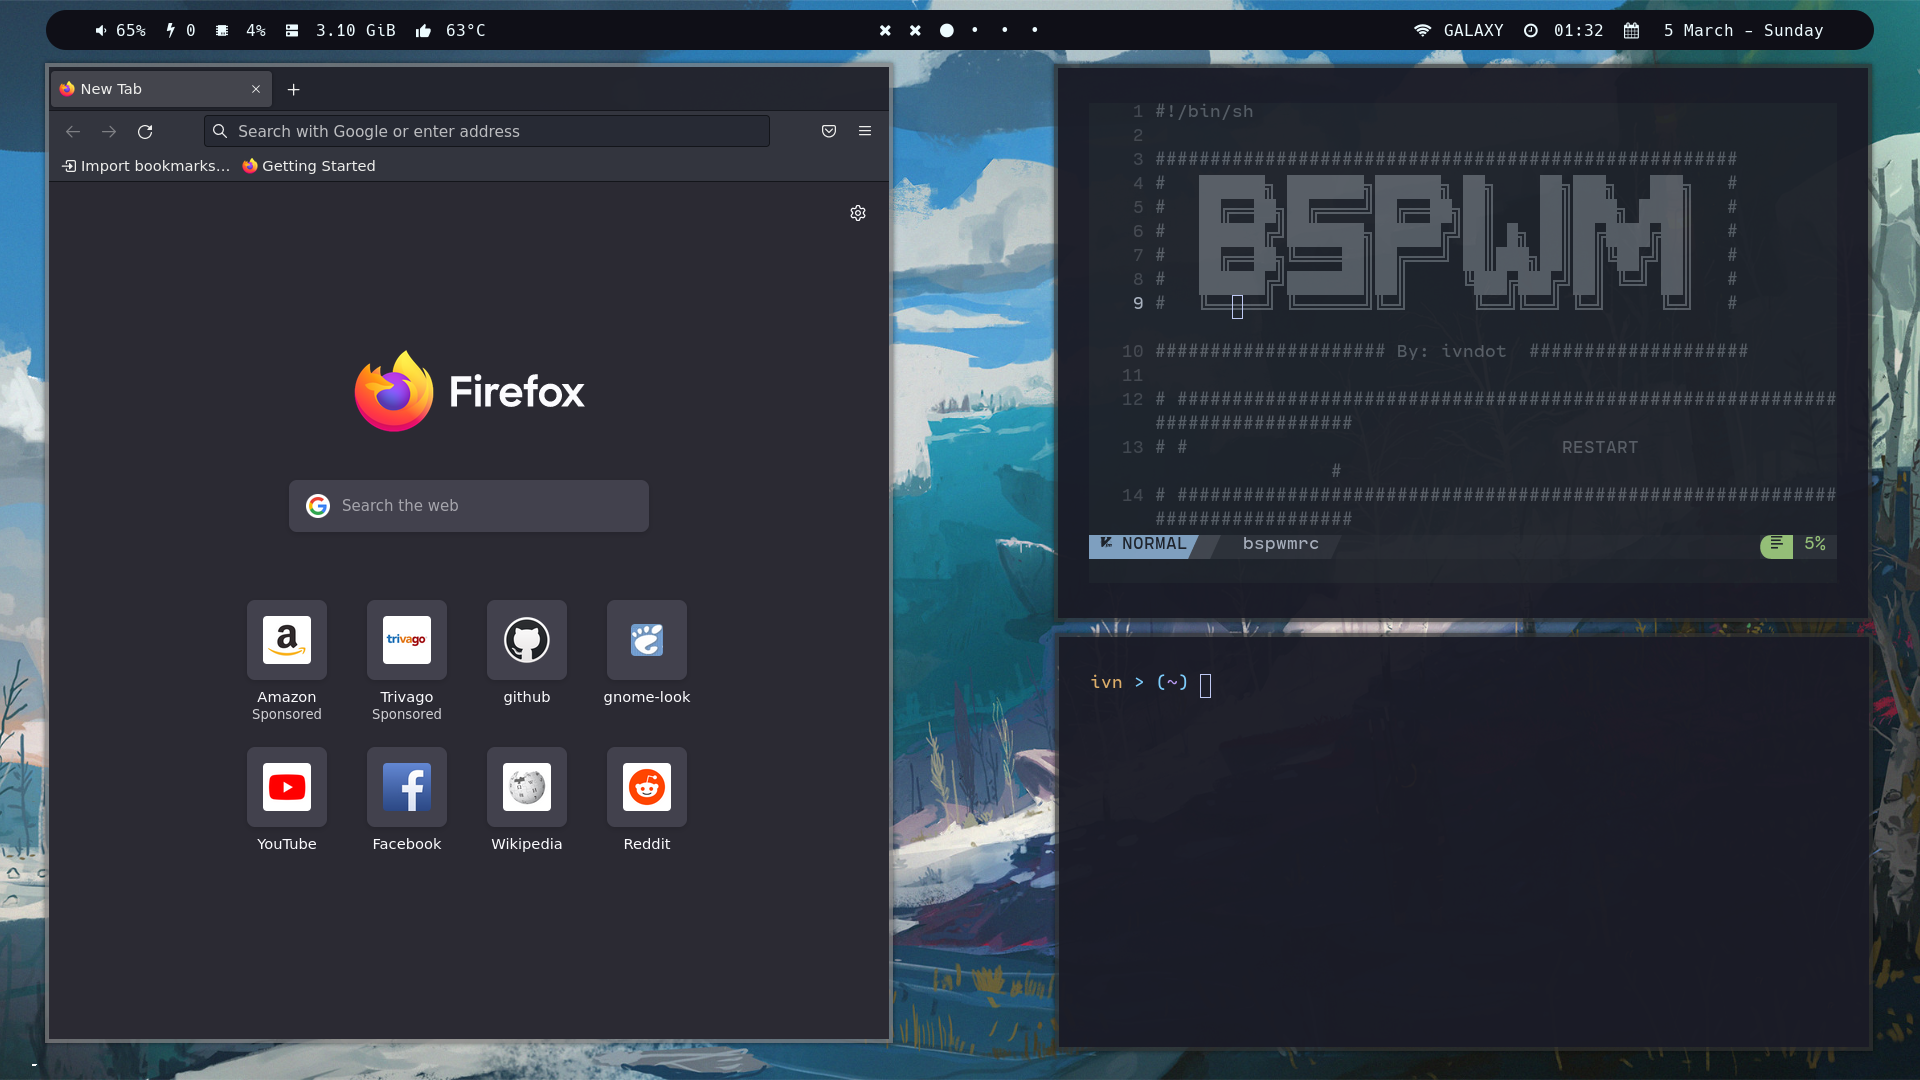 65% 0 4% 3.10 GiB 63°C GALAXY 01:32 5 March - Sunday
New Tab
Search with Google or enter address
Import bookmarks... Getting Started
Firefox
Search the web
a trivago
Amazon Trivago github gnome-look
Sponsored Sponsored
YouTube Facebook Wikipedia Reddit
1 #!/bin/sh
2
3 #####################################################
4 # #
5 # #
6 # BSPWM #
7 # #
8 # #
9 # #
10 ##################### By: ivndot ####################
11
12 # ############################################################
##################
13 # # RESTART
#
14 # ############################################################
##################
NORMAL bspwmrc 5%
ivn > (~)